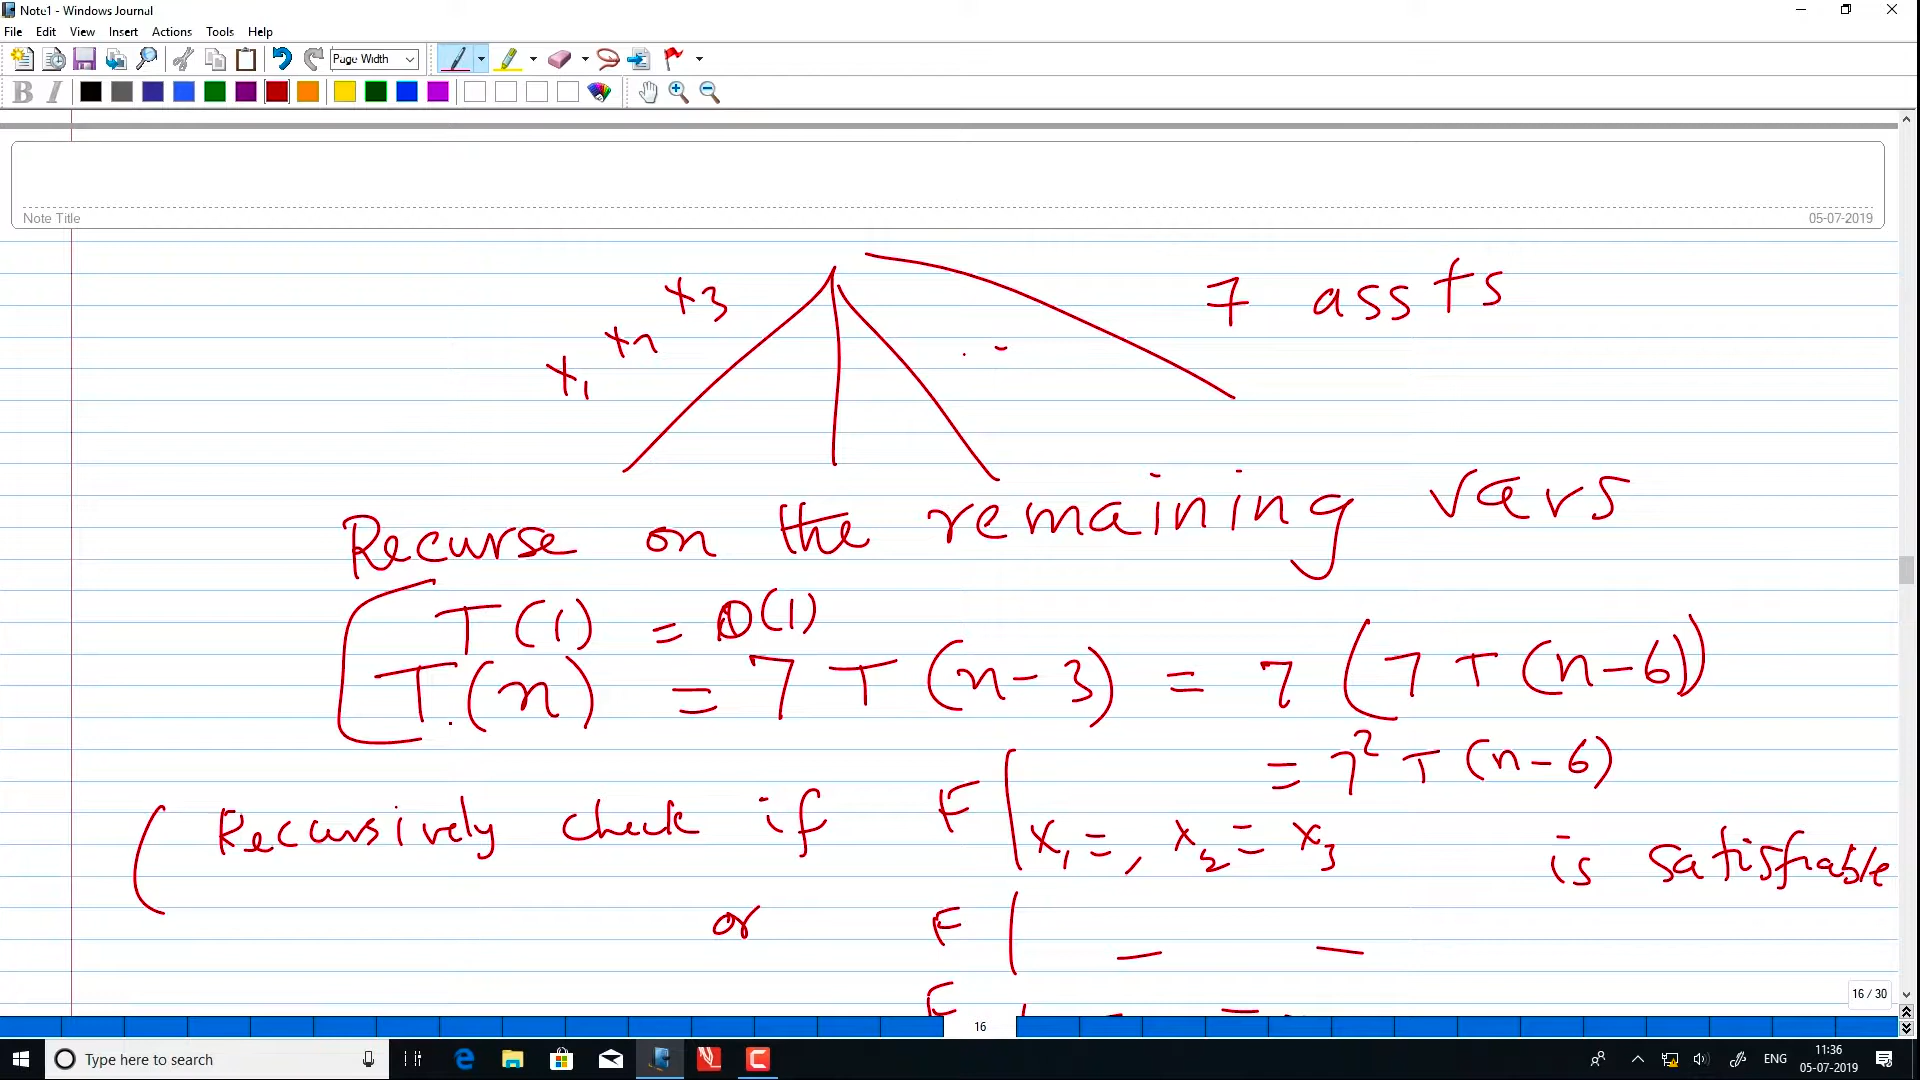 Note1 - Windows Journal
File Edit View Insert Actions Tools Help
Page Width
B I
Note Title 05-07-2019
x1 x2 x3 7 assts
Recurse on the remaining vars
T(1) = O(1)
T(n) = 7 T (n-3) = 7 (7 T (n-6))
= 7² T (n-6)
( Recursively check if F | x1 = , x2 = x3 is satisfiable
or F | — —
F |
16 / 30
16
Type here to search
ENG
11:36
05-07-2019